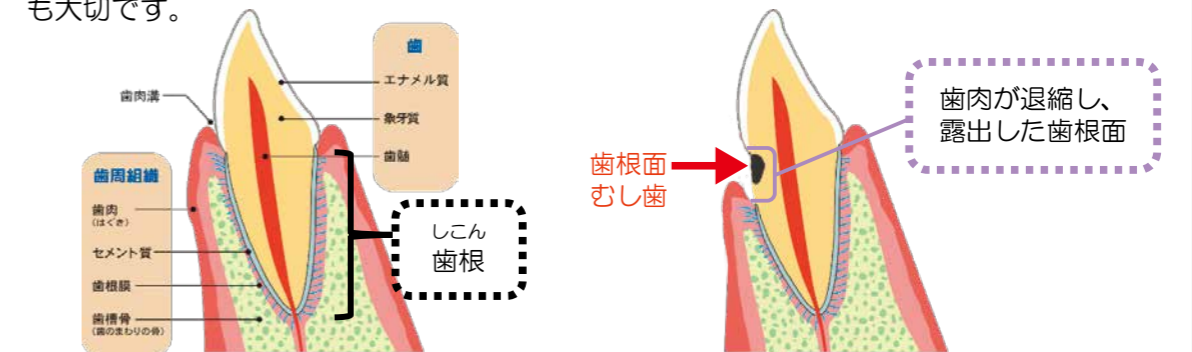 も大切です。
歯
エナメル質
象牙質
歯髄
歯肉溝
歯周組織
歯肉
(はぐき)
セメント質
歯根膜
歯槽骨
(歯のまわりの骨)
しこん
歯根
歯根面
むし歯
歯肉が退縮し、
露出した歯根面